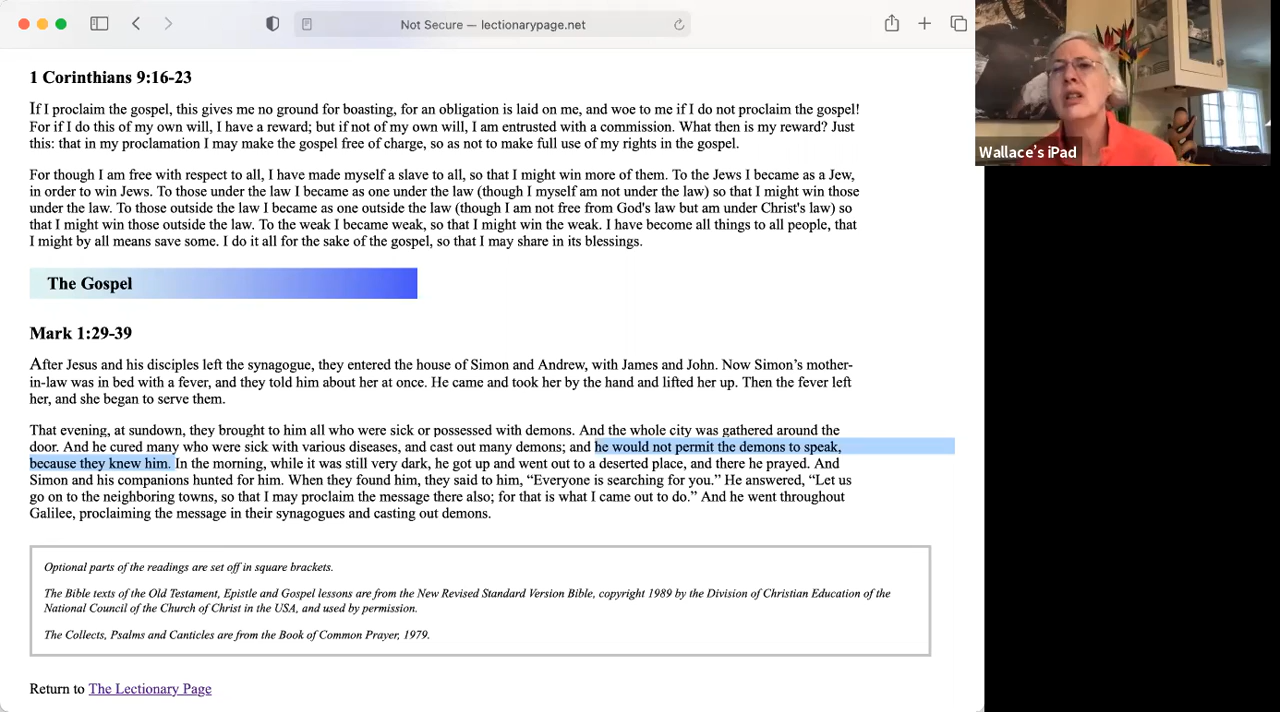 Not Secure — lectionarypage.net
Wallace's iPad
1 Corinthians 9:16-23
If I proclaim the gospel, this gives me no ground for boasting, for an obligation is laid on me, and woe to me if I do not proclaim the gospel!
For if I do this of my own will, I have a reward; but if not of my own will, I am entrusted with a commission. What then is my reward? Just
this: that in my proclamation I may make the gospel free of charge, so as not to make full use of my rights in the gospel.
For though I am free with respect to all, I have made myself a slave to all, so that I might win more of them. To the Jews I became as a Jew,
in order to win Jews. To those under the law I became as one under the law (though I myself am not under the law) so that I might win those
under the law. To those outside the law I became as one outside the law (though I am not free from God's law but am under Christ's law) so
that I might win those outside the law. To the weak I became weak, so that I might win the weak. I have become all things to all people, that
I might by all means save some. I do it all for the sake of the gospel, so that I may share in its blessings.
The Gospel
Mark 1:29-39
After Jesus and his disciples left the synagogue, they entered the house of Simon and Andrew, with James and John. Now Simon's mother-
in-law was in bed with a fever, and they told him about her at once. He came and took her by the hand and lifted her up. Then the fever left
her, and she began to serve them.
That evening, at sundown, they brought to him all who were sick or possessed with demons. And the whole city was gathered around the
door. And he cured many who were sick with various diseases, and cast out many demons; and he would not permit the demons to speak,
because they knew him. In the morning, while it was still very dark, he got up and went out to a deserted place, and there he prayed. And
Simon and his companions hunted for him. When they found him, they said to him, “Everyone is searching for you.” He answered, “Let us
go on to the neighboring towns, so that I may proclaim the message there also; for that is what I came out to do.” And he went throughout
Galilee, proclaiming the message in their synagogues and casting out demons.
Optional parts of the readings are set off in square brackets.
The Bible texts of the Old Testament, Epistle and Gospel lessons are from the New Revised Standard Version Bible, copyright 1989 by the Division of Christian Education of the
National Council of the Church of Christ in the USA, and used by permission.
The Collects, Psalms and Canticles are from the Book of Common Prayer, 1979.
Return to The Lectionary Page